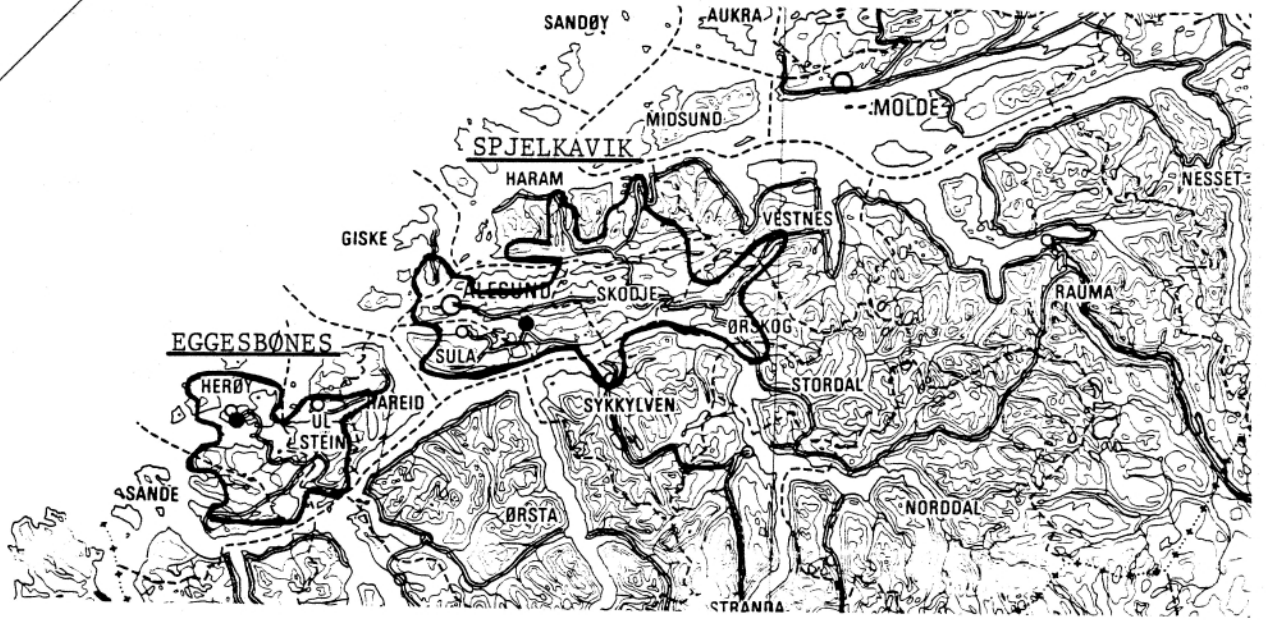 SANDØY
AUKRA
MOLDE
MIDSUND
SPJELKAVIK
HARAM
NESSET
VESTNES
GISKE
ÅLESUND
SKODJE
RAUMA
ØRSKOG
EGGESBØNES
SULA
HERØY
STORDAL
HAREID
SYKKYLVEN
UL
STEIN
SANDE
ØRSTA
NORDDAL
STRANDA